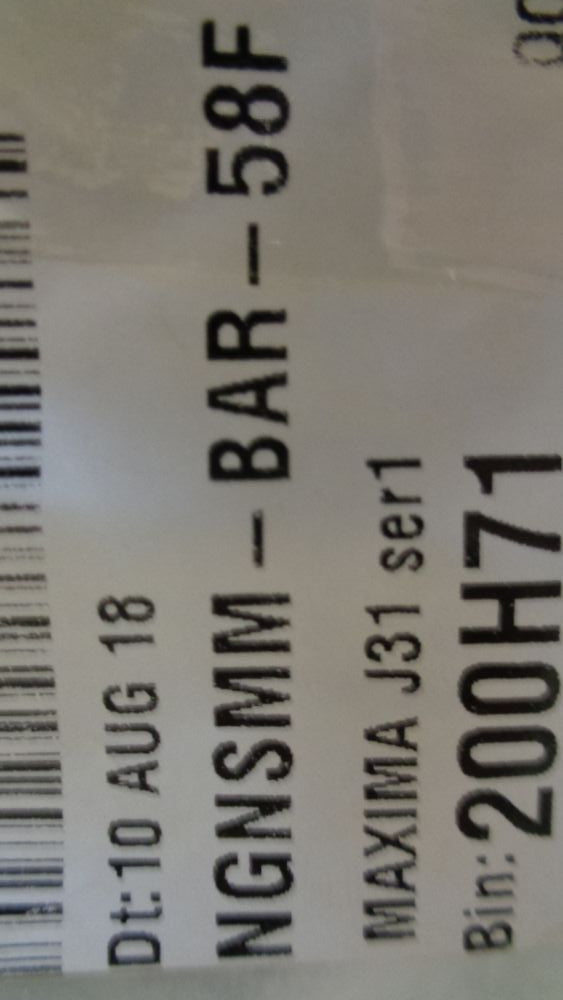 Dt: 10 AUG 18
NGNSMM - BAR - 58F
MAXIMA J31 ser1
Bin: 200H71